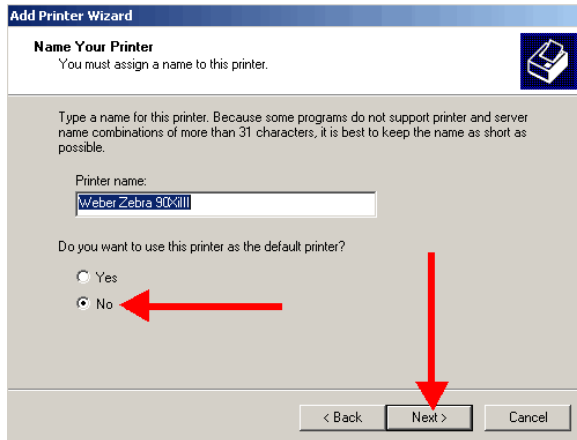 Add Printer Wizard
Name Your Printer
You must assign a name to this printer.
Type a name for this printer. Because some programs do not support printer and server
name combinations of more than 31 characters, it is best to keep the name as short as
possible.
Printer name:
Weber Zebra 90XiIII
Do you want to use this printer as the default printer?
Yes
No
< Back
Next >
Cancel